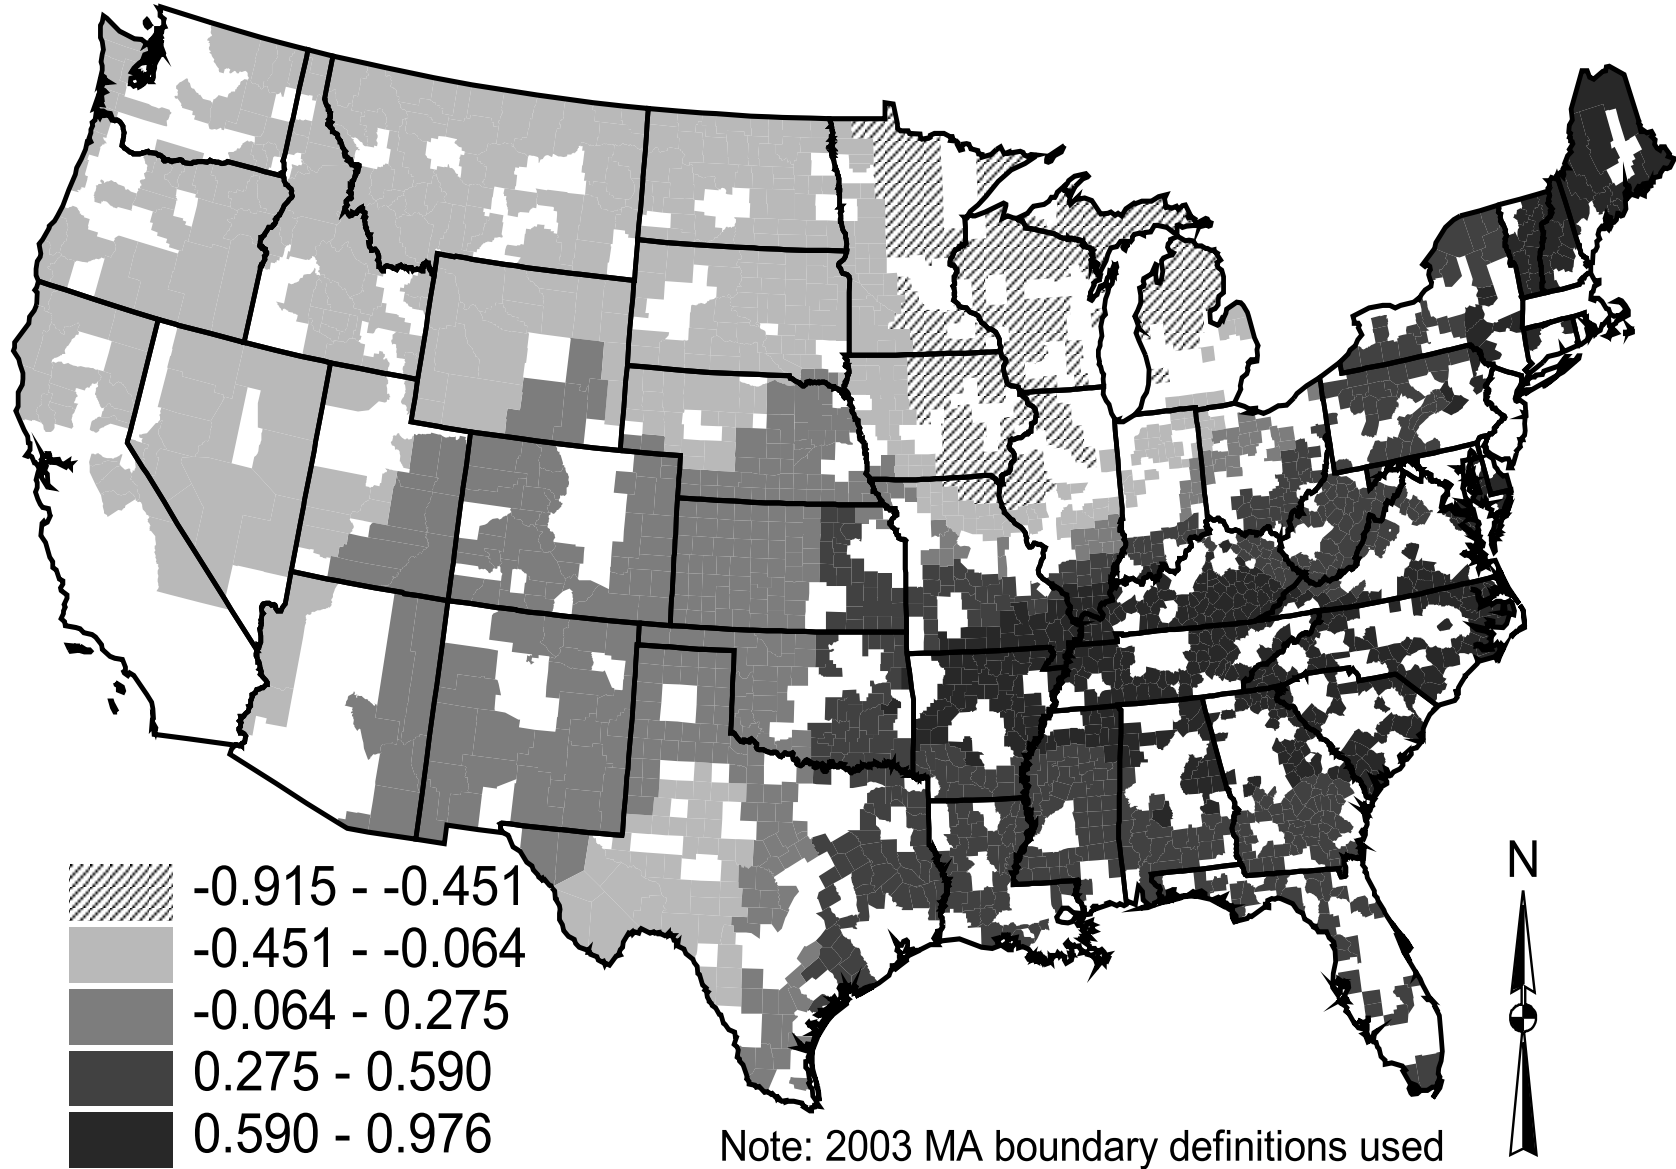 N
-0.915 - -0.451
-0.451 - -0.064
-0.064 - 0.275
0.275 - 0.590
0.590 - 0.976
Note: 2003 MA boundary definitions used